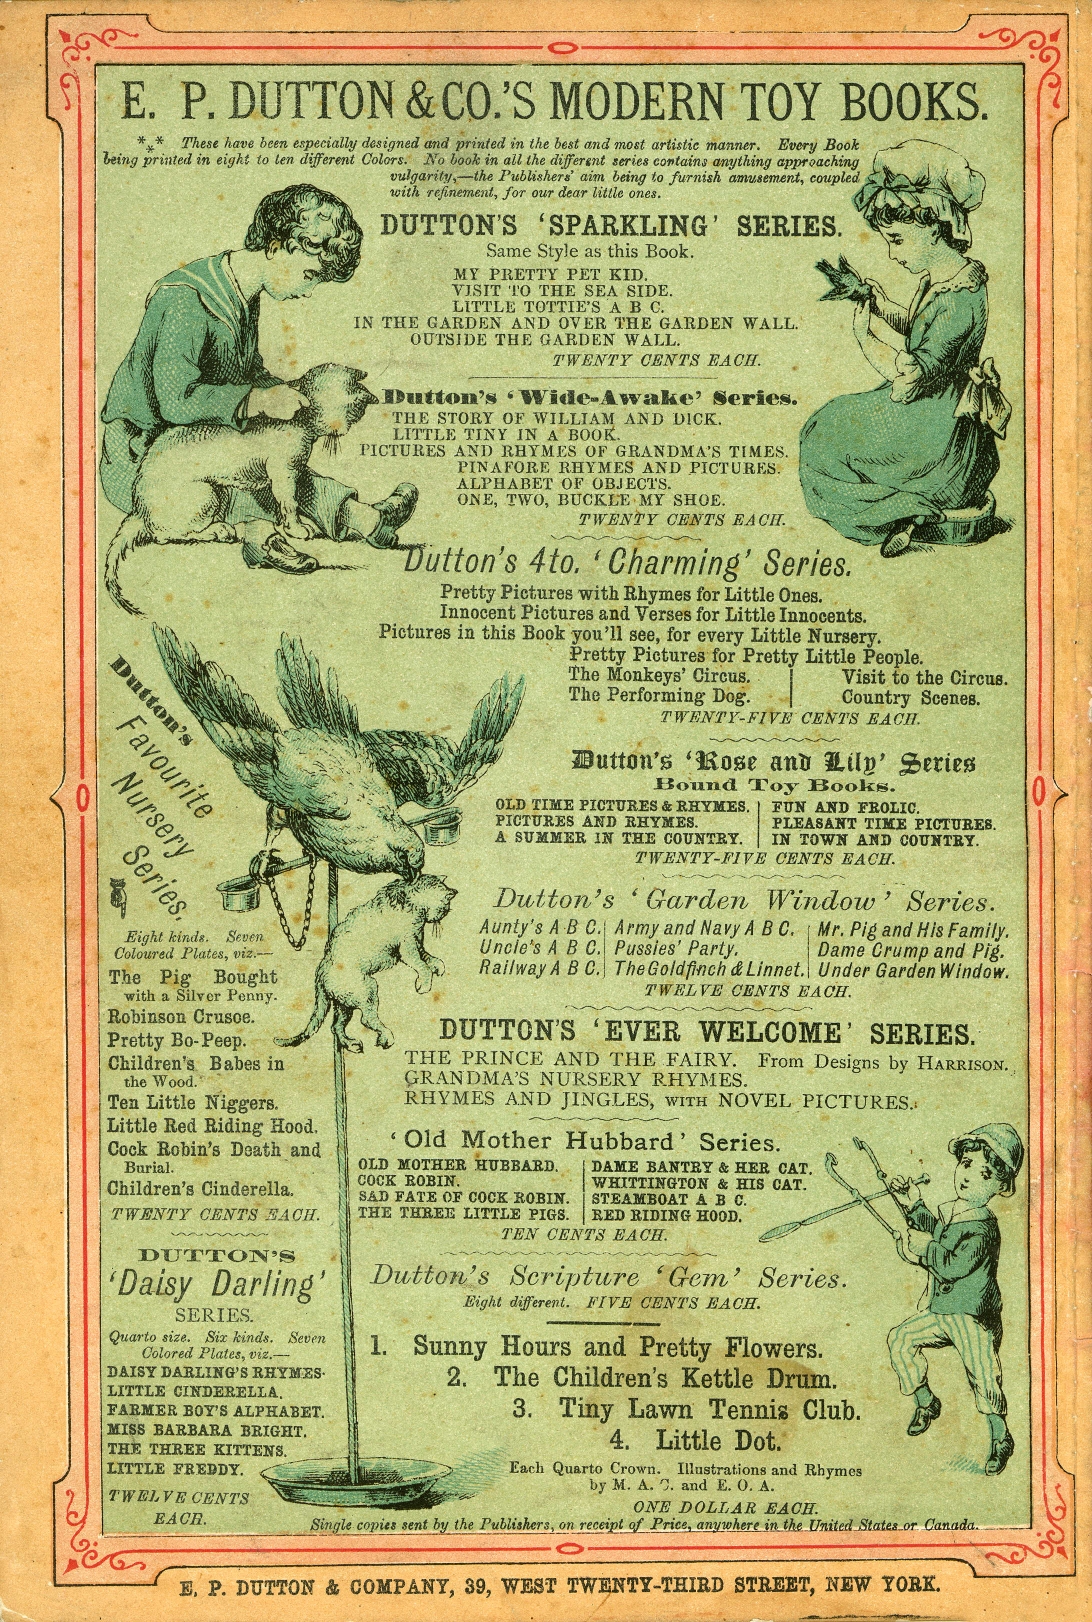 E. P. DUTTON & CO.'S MODERN TOY BOOKS.
*** These have been especially designed and printed in the best and most artistic manner. Every Book
being printed in eight to ten different Colors. No book in all the different series contains anything approaching
vulgarity,—the Publishers' aim being to furnish amusement, coupled
with refinement, for our dear little ones.
DUTTON'S 'SPARKLING' SERIES.
Same Style as this Book.
MY PRETTY PET KID.
VISIT TO THE SEA SIDE.
LITTLE TOTTIE'S A B C.
IN THE GARDEN AND OVER THE GARDEN WALL.
OUTSIDE THE GARDEN WALL.
TWENTY CENTS EACH.
Dutton's 'Wide-Awake' Series.
THE STORY OF WILLIAM AND DICK.
LITTLE TINY IN A BOOK.
PICTURES AND RHYMES OF GRANDMA'S TIMES.
PINAFORE RHYMES AND PICTURES.
ALPHABET OF OBJECTS.
ONE, TWO, BUCKLE MY SHOE.
TWENTY CENTS EACH.
Dutton's 4to. 'Charming' Series.
Pretty Pictures with Rhymes for Little Ones.
Innocent Pictures and Verses for Little Innocents.
Pictures in this Book you'll see, for every Little Nursery.
Pretty Pictures for Pretty Little People.
The Monkeys' Circus. | Visit to the Circus.
The Performing Dog. | Country Scenes.
TWENTY-FIVE CENTS EACH.
Dutton's 'Rose and Lily' Series
Bound Toy Books.
OLD TIME PICTURES & RHYMES. | FUN AND FROLIC.
PICTURES AND RHYMES. | PLEASANT TIME PICTURES.
A SUMMER IN THE COUNTRY. | IN TOWN AND COUNTRY.
TWENTY-FIVE CENTS EACH.
Dutton's 'Garden Window' Series.
Aunty's A B C. | Army and Navy A B C. | Mr. Pig and His Family.
Uncle's A B C. | Pussies' Party. | Dame Crump and Pig.
Railway A B C. | The Goldfinch & Linnet. | Under Garden Window.
TWELVE CENTS EACH.
DUTTON'S 'EVER WELCOME' SERIES.
THE PRINCE AND THE FAIRY. From Designs by HARRISON.
GRANDMA'S NURSERY RHYMES.
RHYMES AND JINGLES, WITH NOVEL PICTURES.
'Old Mother Hubbard' Series.
OLD MOTHER HUBBARD. | DAME BANTRY & HER CAT.
COCK ROBIN. | WHITTINGTON & HIS CAT.
SAD FATE OF COCK ROBIN. | STEAMBOAT A B C.
THE THREE LITTLE PIGS. | RED RIDING HOOD.
TEN CENTS EACH.
Dutton's Scripture 'Gem' Series.
Eight different. FIVE CENTS EACH.
1. Sunny Hours and Pretty Flowers.
2. The Children's Kettle Drum.
3. Tiny Lawn Tennis Club.
4. Little Dot.
Each Quarto Crown. Illustrations and Rhymes
by M. A. C. and E. O. A.
ONE DOLLAR EACH.
Dutton's
Favourite
Nursery
Series.
Eight kinds. Seven
Coloured Plates, viz.—
The Pig Bought
with a Silver Penny.
Robinson Crusoe.
Pretty Bo-Peep.
Children's Babes in
the Wood.
Ten Little Niggers.
Little Red Riding Hood.
Cock Robin's Death and
Burial.
Children's Cinderella.
TWENTY CENTS EACH.
DUTTON'S
'Daisy Darling'
SERIES.
Quarto size. Six kinds. Seven
Colored Plates, viz.—
DAISY DARLING'S RHYMES.
LITTLE CINDERELLA.
FARMER BOY'S ALPHABET.
MISS BARBARA BRIGHT.
THE THREE KITTENS.
LITTLE FREDDY.
TWELVE CENTS
EACH.
Single copies sent by the Publishers, on receipt of Price, anywhere in the United States or Canada.
E. P. DUTTON & COMPANY, 39, WEST TWENTY-THIRD STREET, NEW YORK.